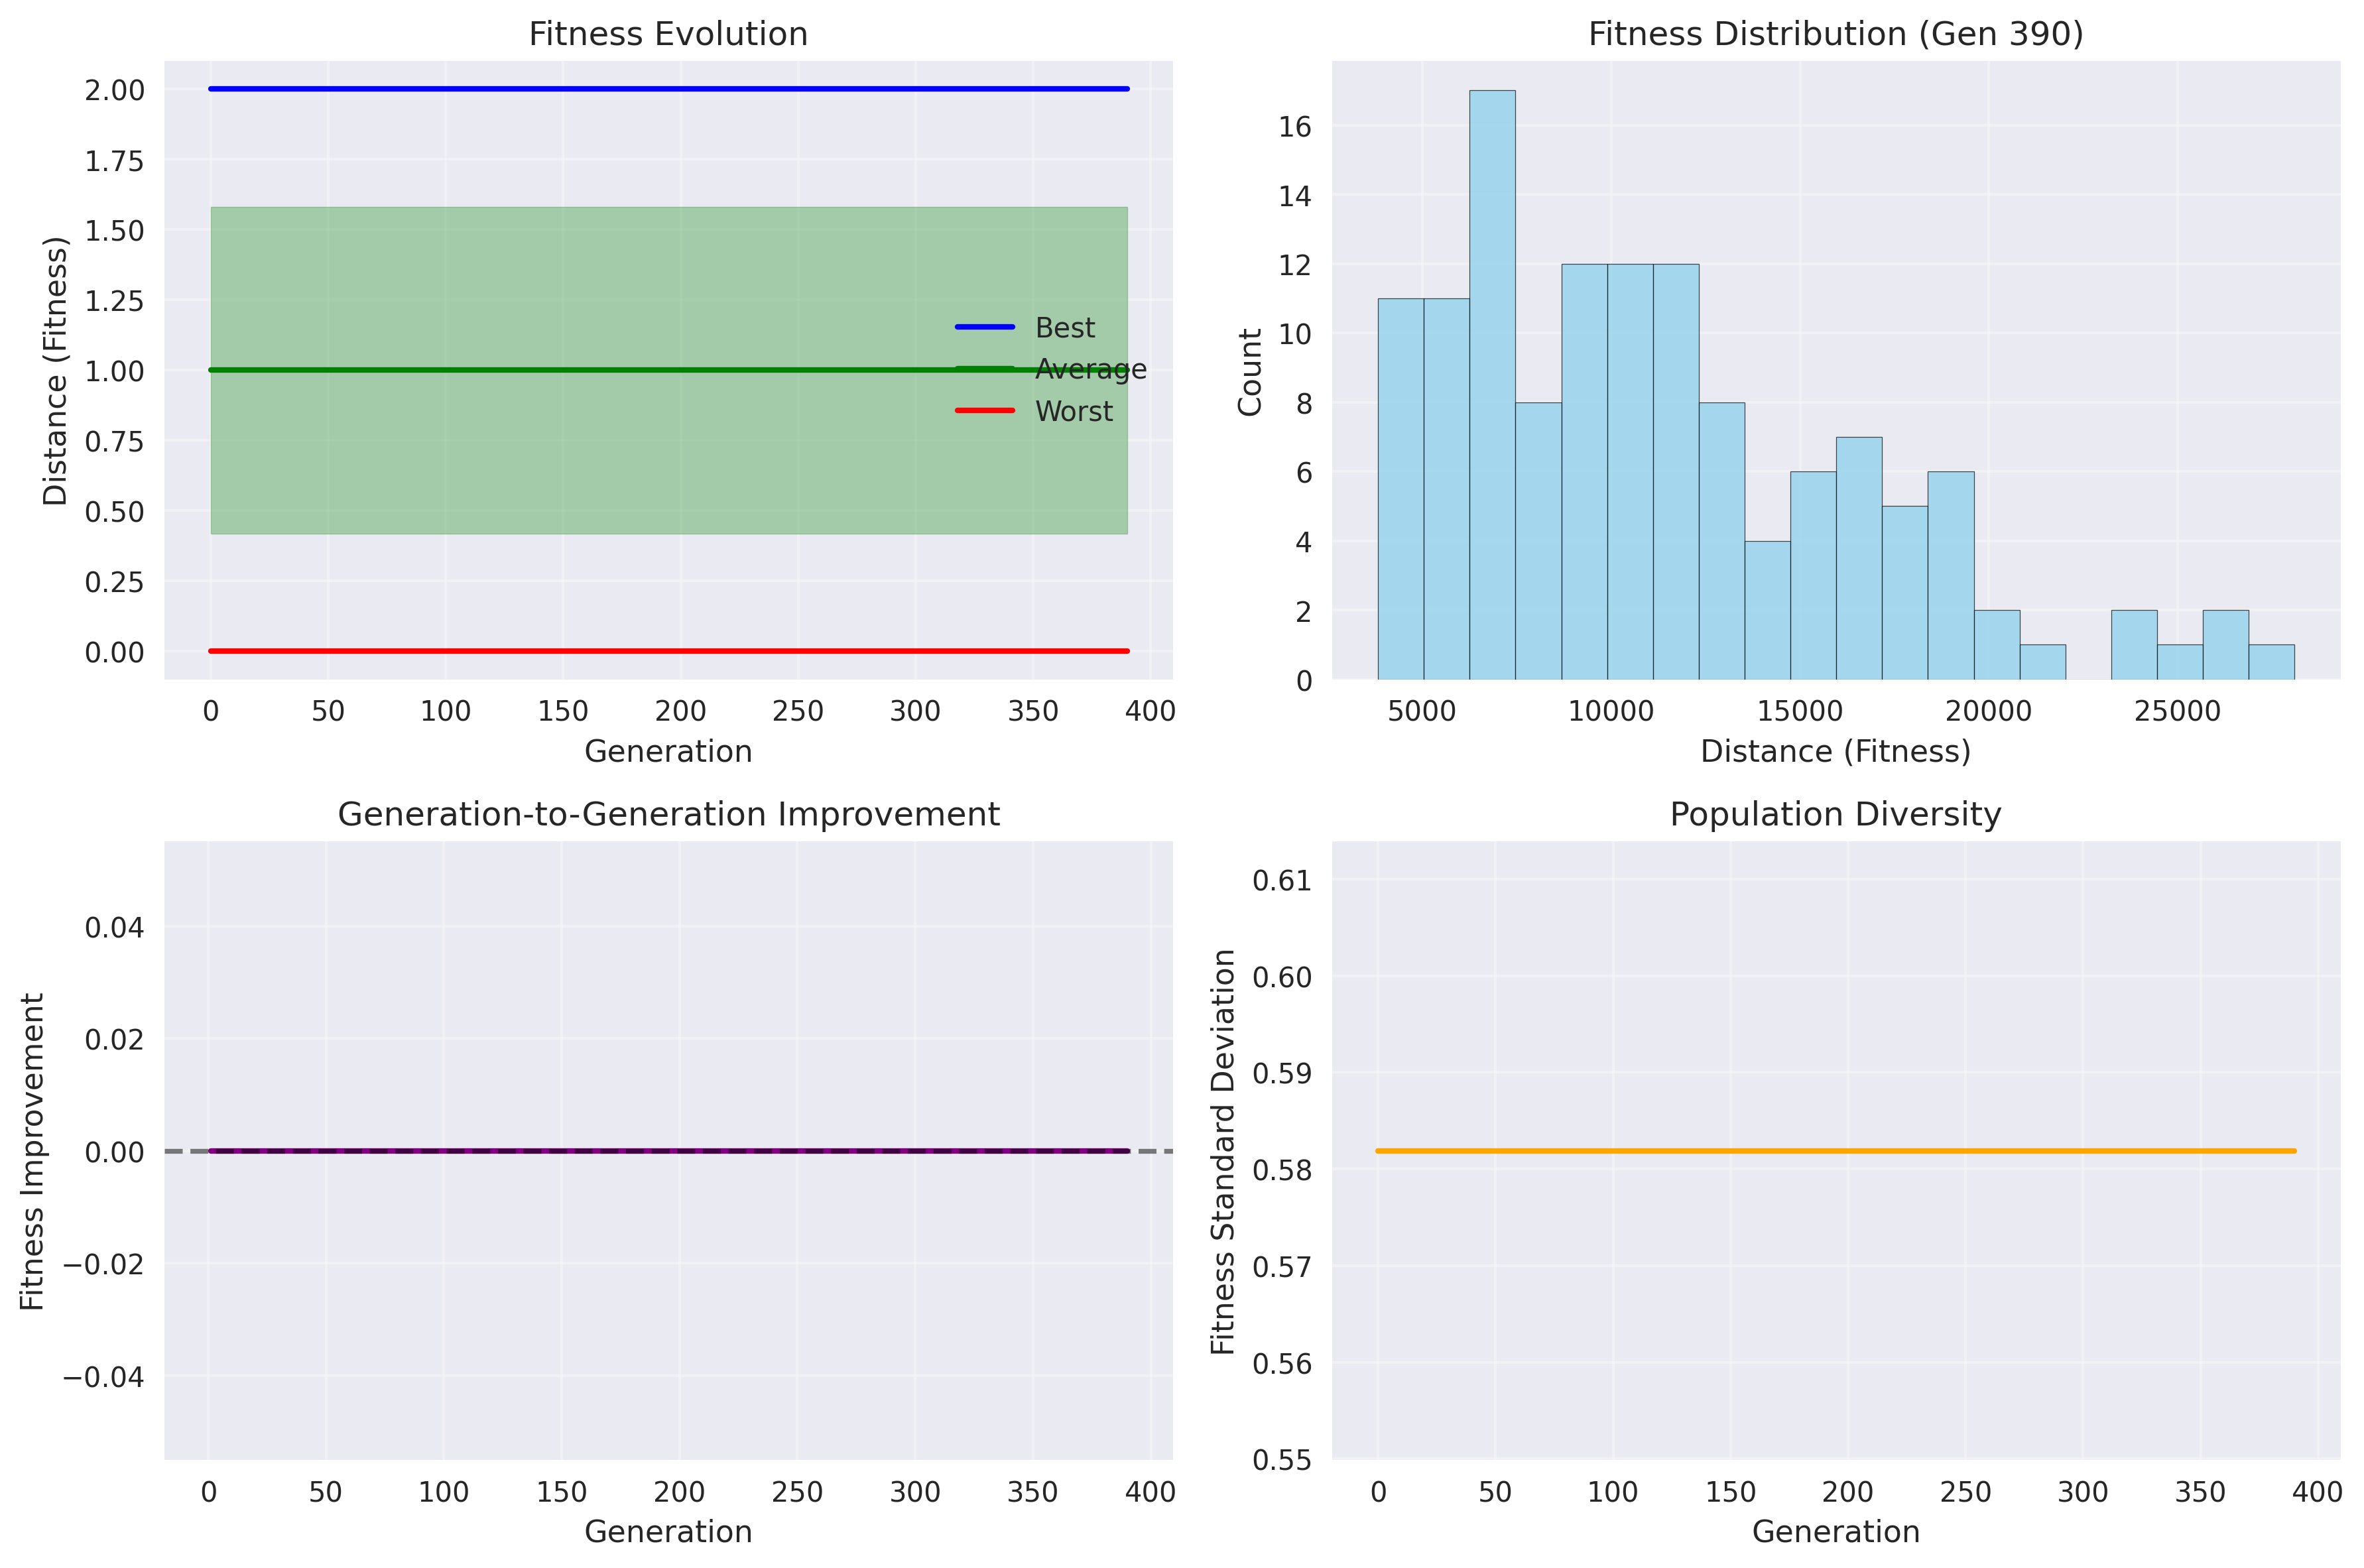 Fitness Evolution
Distance (Fitness)
2.00
1.75
1.50
1.25
1.00
0.75
0.50
0.25
0.00
Best
Average
Worst
0 50 100 150 200 250 300 350 400
Generation
Fitness Distribution (Gen 390)
Count
16
14
12
10
8
6
4
2
0
5000 10000 15000 20000 25000
Distance (Fitness)
Generation-to-Generation Improvement
Fitness Improvement
0.04
0.02
0.00
−0.02
−0.04
0 50 100 150 200 250 300 350 400
Generation
Population Diversity
Fitness Standard Deviation
0.61
0.60
0.59
0.58
0.57
0.56
0.55
0 50 100 150 200 250 300 350 400
Generation